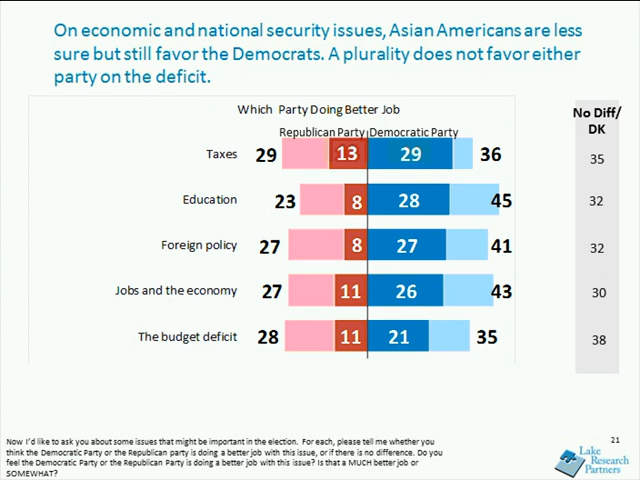 On economic and national security issues, Asian Americans are less
sure but still favor the Democrats. A plurality does not favor either
party on the deficit.
Which Party Doing Better Job
No Diff/
DK
Republican Party Democratic Party
Taxes 29 13 29 36 35
Education 23 8 28 45 32
Foreign policy 27 8 27 41 32
Jobs and the economy 27 11 26 43 30
The budget deficit 28 11 21 35 38
Now I'd like to ask you about some issues that might be important in the election. For each, please tell me whether you
think the Democratic Party or the Republican party is doing a better job with this issue, or if there is no difference. Do you
feel the Democratic Party or the Republican Party is doing a better job with this issue? Is that a MUCH better job or
SOMEWHAT?
21
Lake
Research
Partners